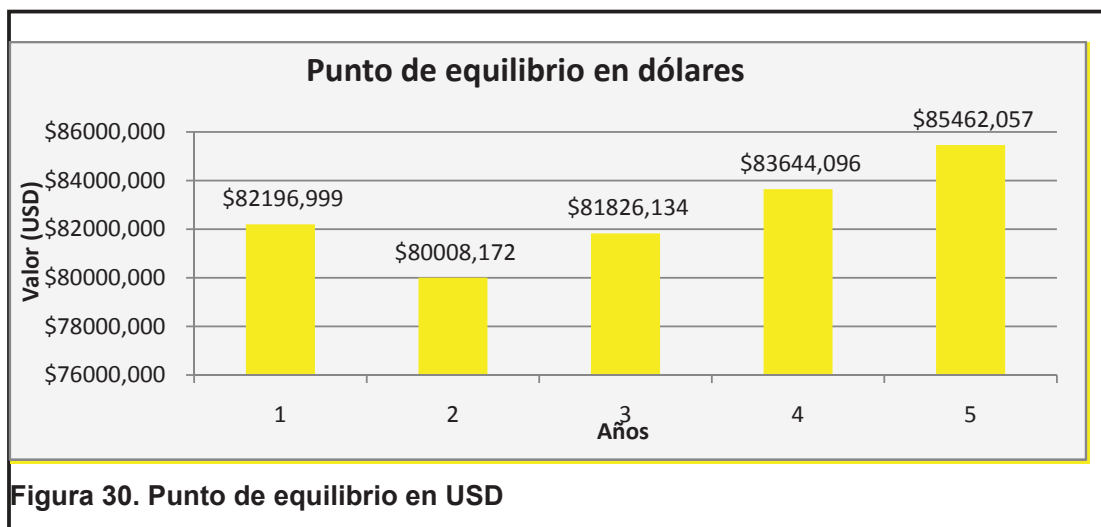 Punto de equilibrio en dólares
Valor (USD)
$86000,000
$84000,000
$82000,000
$80000,000
$78000,000
$76000,000
$82196,999
$80008,172
$81826,134
$83644,096
$85462,057
1 2 3 4 5
Años
Figura 30. Punto de equilibrio en USD